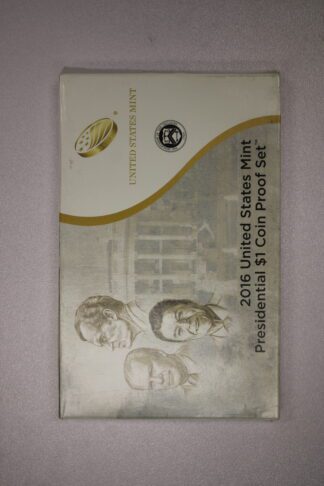 UNITED STATES MINT
2016 United States Mint
Presidential $1 Coin Proof Set™